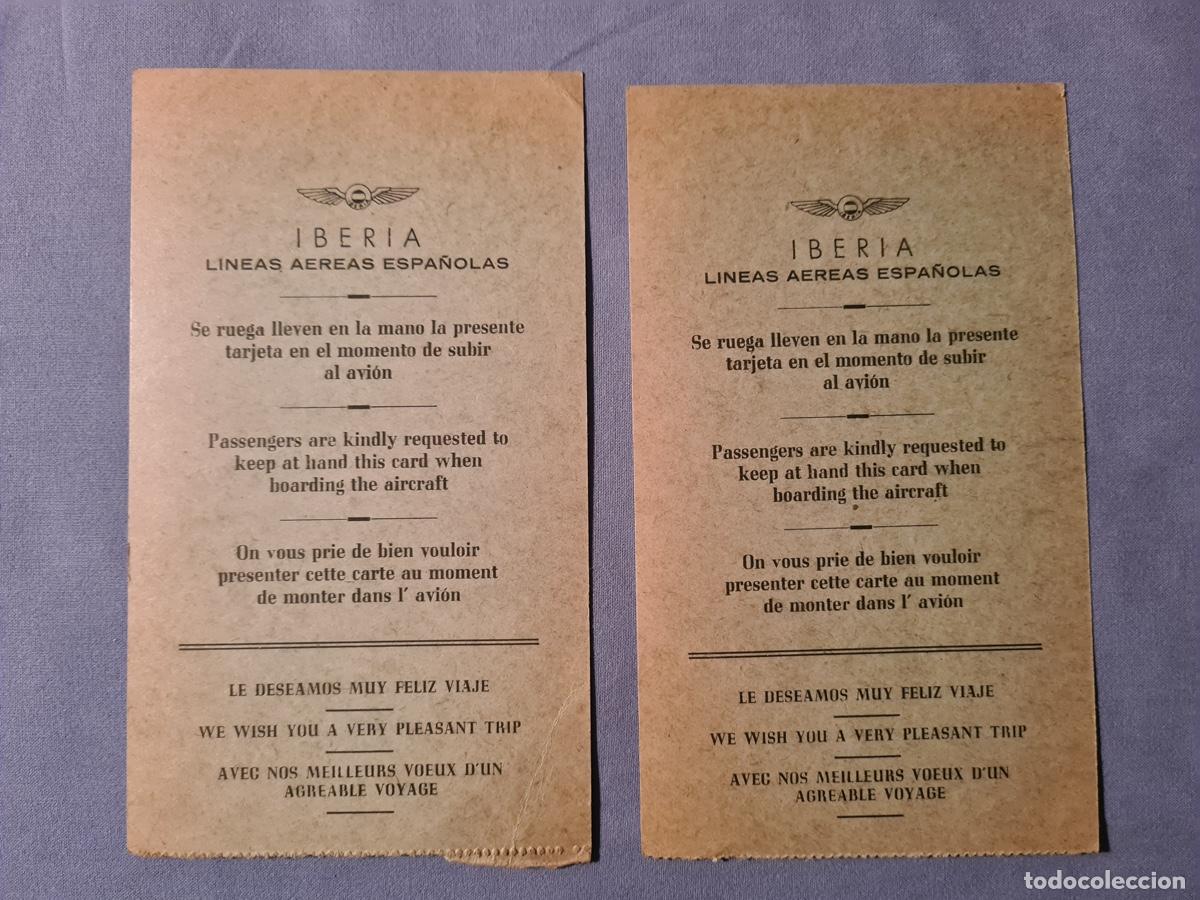 IBERIA
LINEAS AEREAS ESPAÑOLAS
Se ruega lleven en la mano la presente
tarjeta en el momento de subir
al avión
Passengers are kindly requested to
keep at hand this card when
boarding the aircraft
On vous prie de bien vouloir
presenter cette carte au moment
de monter dans l' avión
LE DESEAMOS MUY FELIZ VIAJE
WE WISH YOU A VERY PLEASANT TRIP
AVEC NOS MEILLEURS VOEUX D'UN
AGREABLE VOYAGE
IBERIA
LINEAS AEREAS ESPAÑOLAS
Se ruega lleven en la mano la presente
tarjeta en el momento de subir
al avión
Passengers are kindly requested to
keep at hand this card when
boarding the aircraft
On vous prie de bien vouloir
presenter cette carte au moment
de monter dans l' avión
LE DESEAMOS MUY FELIZ VIAJE
WE WISH YOU A VERY PLEASANT TRIP
AVEC NOS MEILLEURS VOEUX D'UN
AGREABLE VOYAGE
todocoleccion